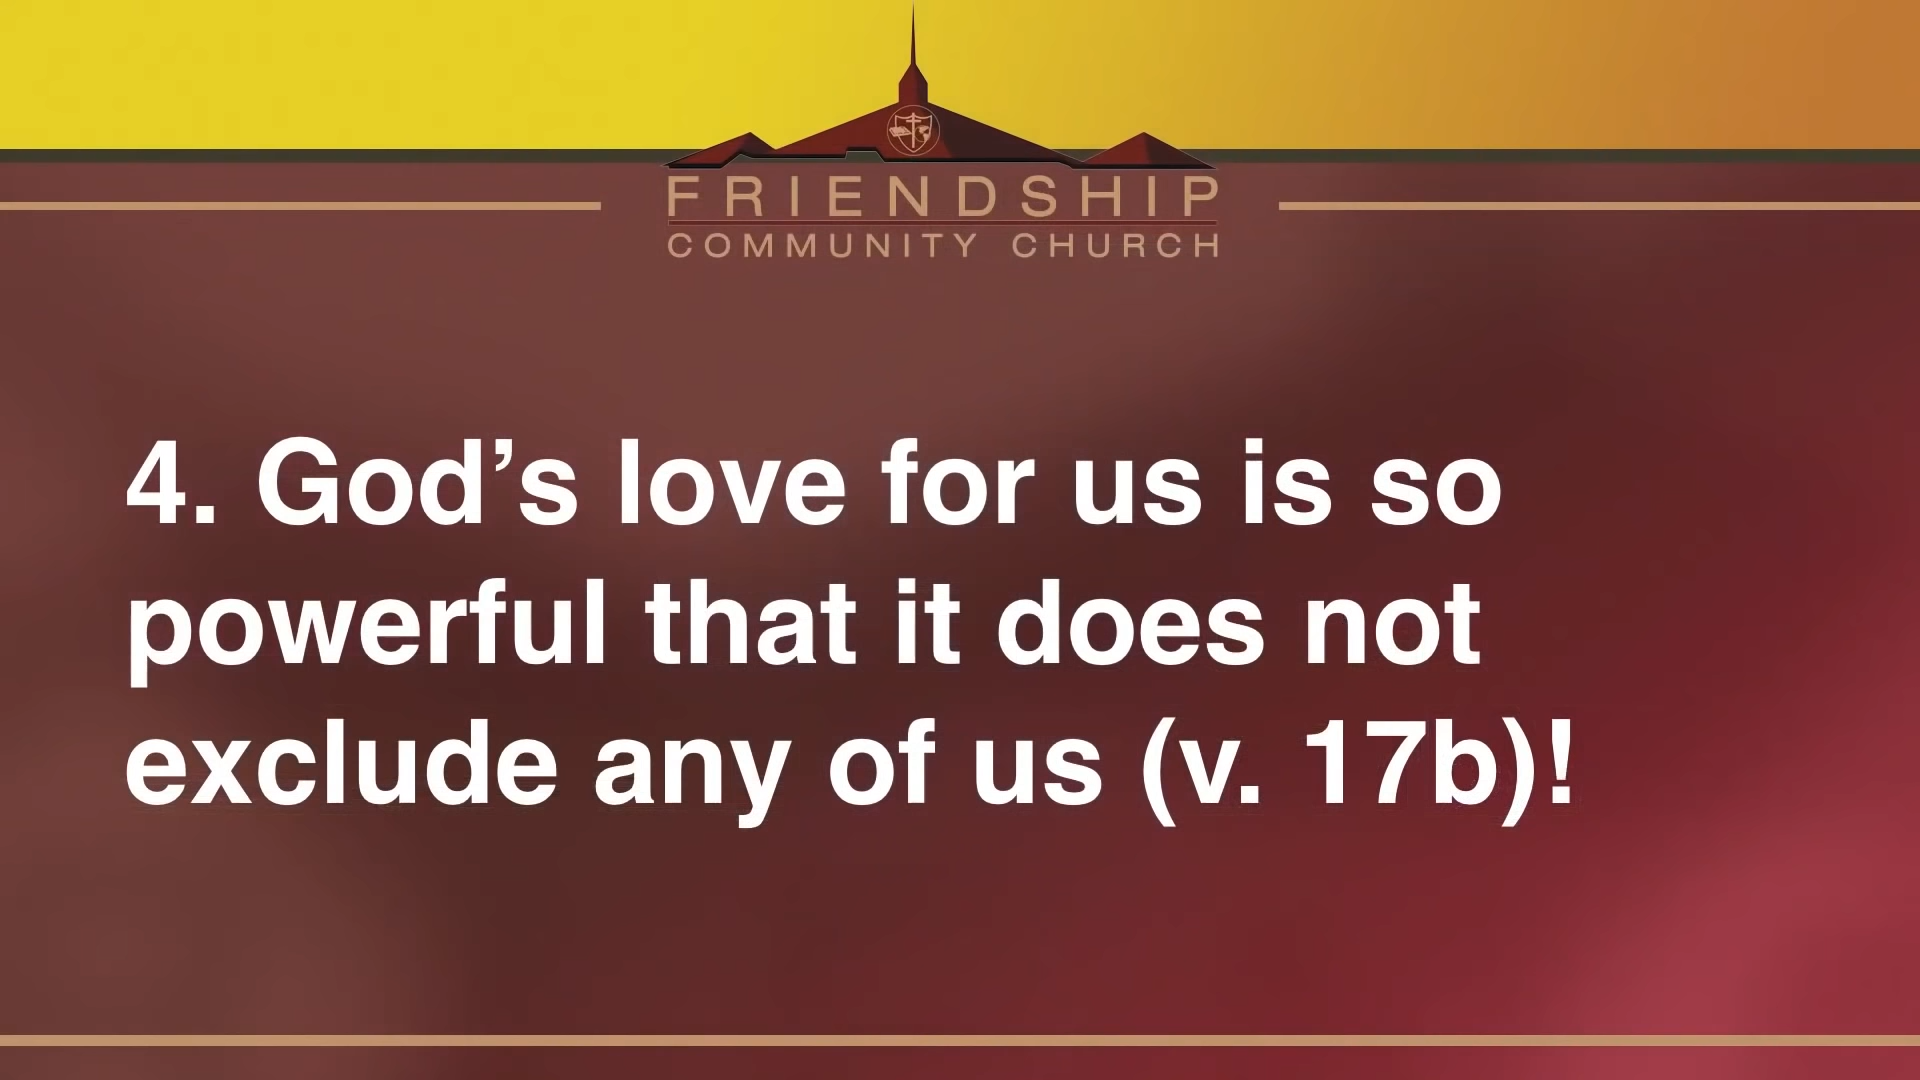 FRIENDSHIP
COMMUNITY CHURCH
4. God’s love for us is so
powerful that it does not
exclude any of us (v. 17b)!